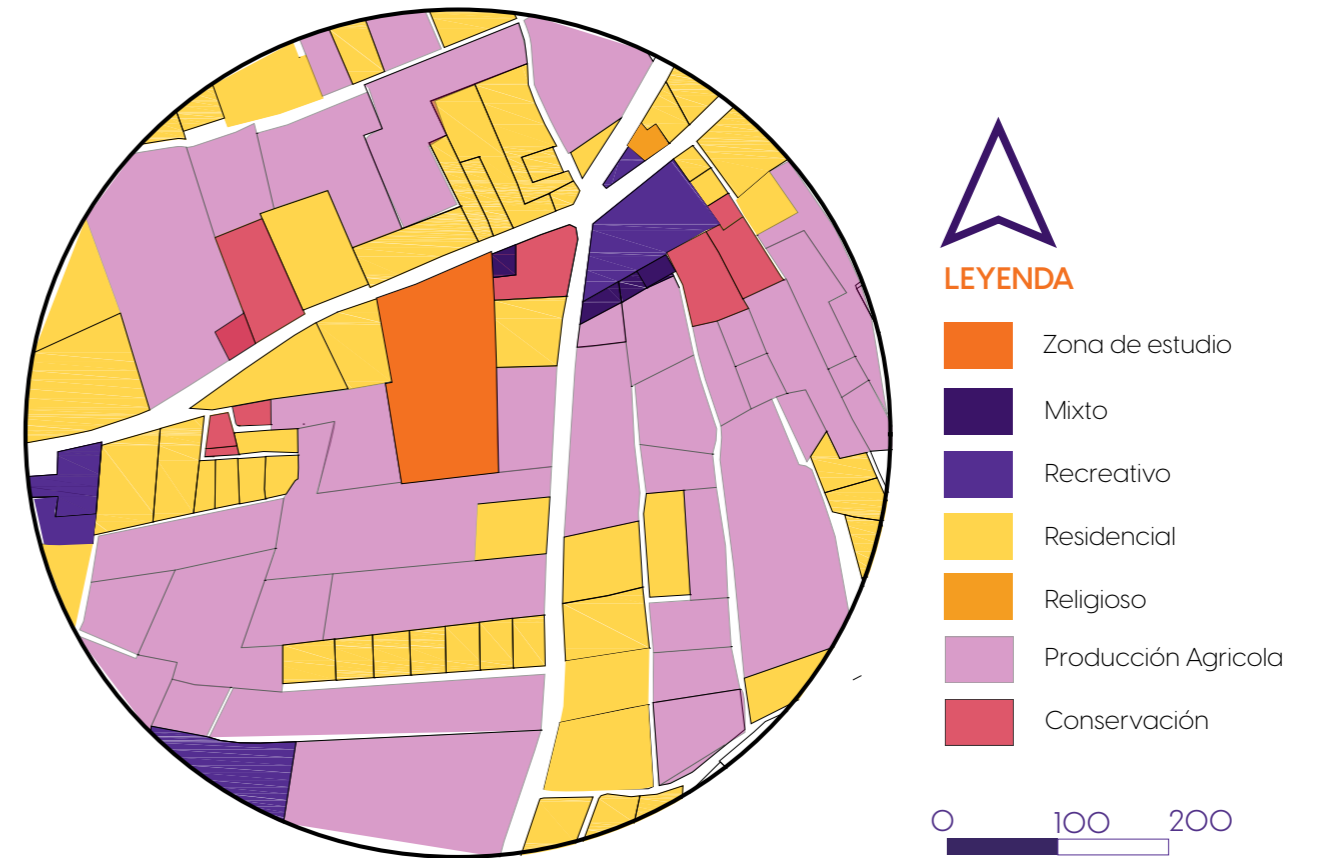 LEYENDA
Zona de estudio
Mixto
Recreativo
Residencial
Religioso
Producción Agricola
Conservación
0 100 200